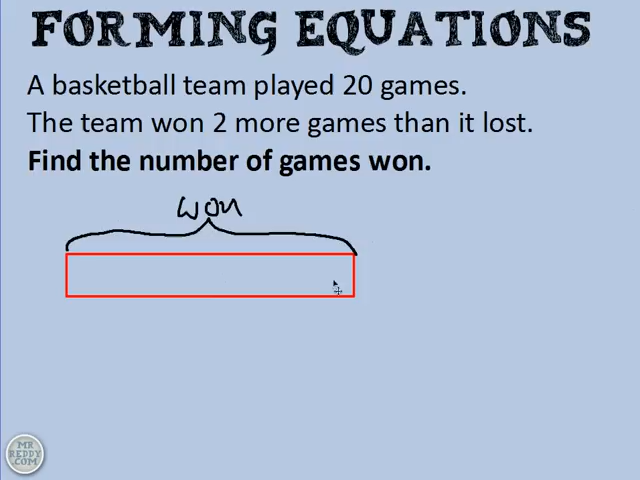 FORMING EQUATIONS
A basketball team played 20 games.
The team won 2 more games than it lost.
Find the number of games won.
won
MR
REDDY
.COM